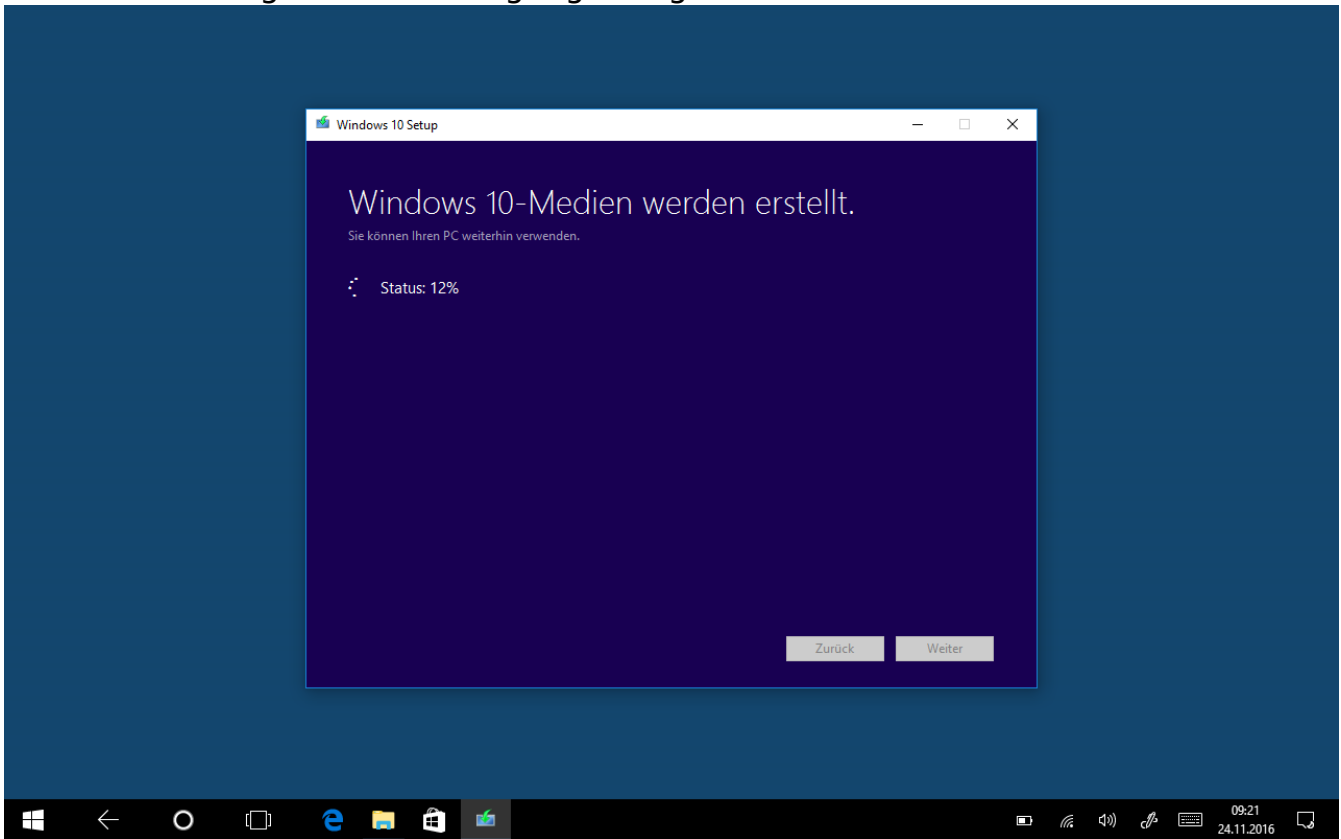 Windows 10 Setup
Windows 10-Medien werden erstellt.
Sie können Ihren PC weiterhin verwenden.
Status: 12%
Zurück
Weiter
09:21
24.11.2016